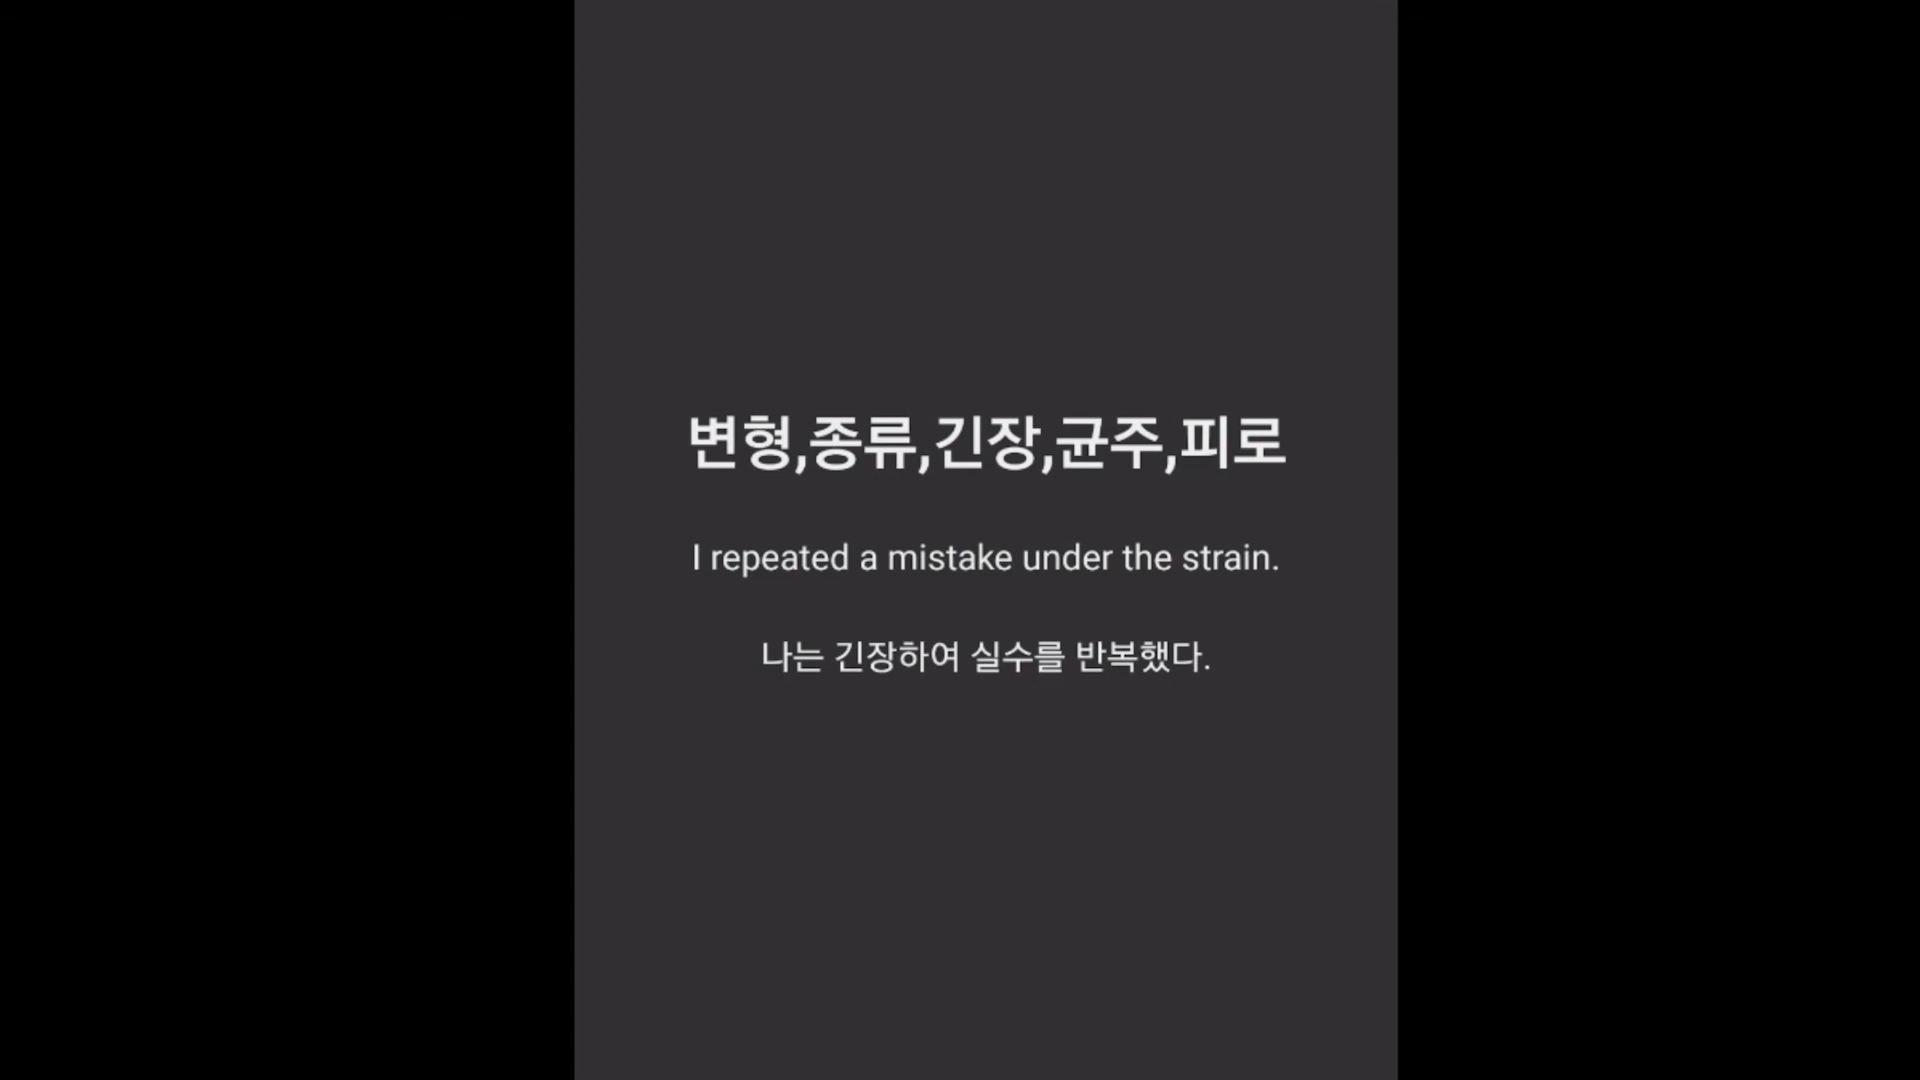 변형,종류,긴장,균주,피로
I repeated a mistake under the strain.
나는 긴장하여 실수를 반복했다.